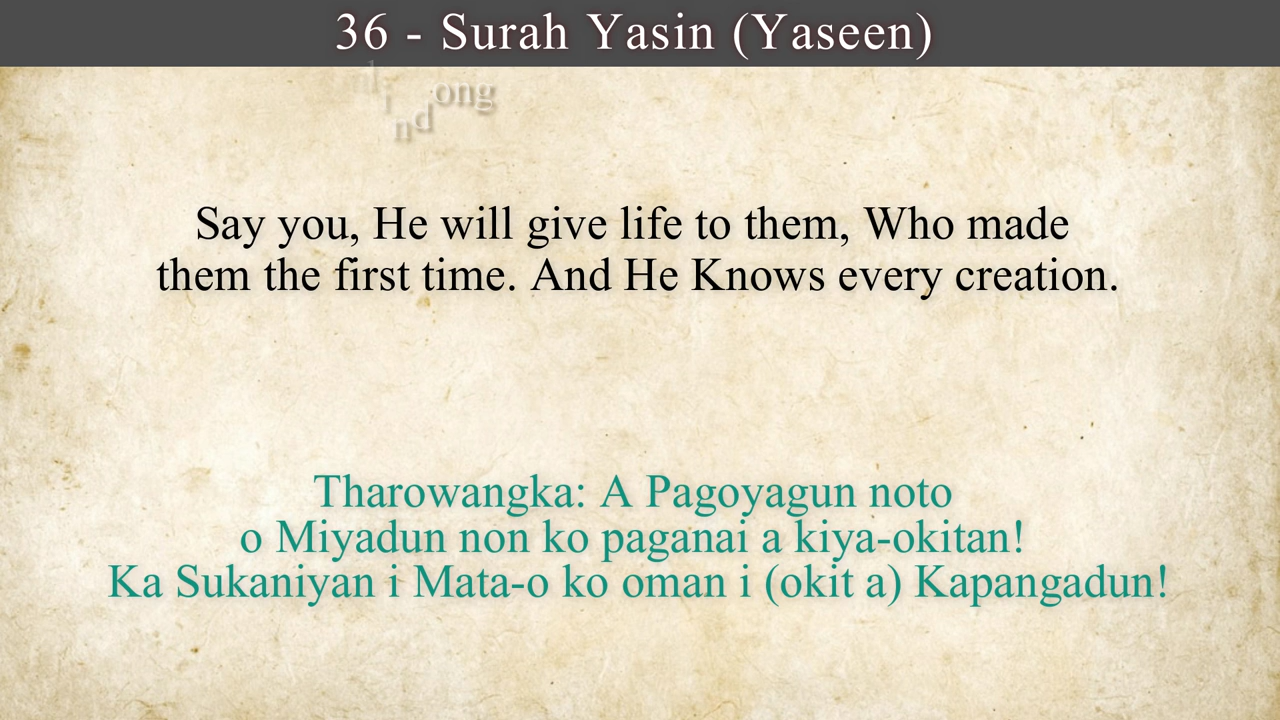 36 - Surah Yasin (Yaseen)
indong
Say you, He will give life to them, Who made
them the first time. And He Knows every creation.
Tharowangka: A Pagoyagun noto
o Miyadun non ko paganai a kiya-okitan!
Ka Sukaniyan i Mata-o ko oman i (okit a) Kapangadun!